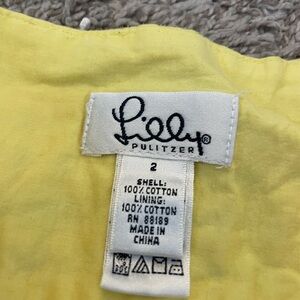 Lilly®
PULITZER
2
SHELL:
100% COTTON
LINING:
100% COTTON
RN 88189
MADE IN
CHINA